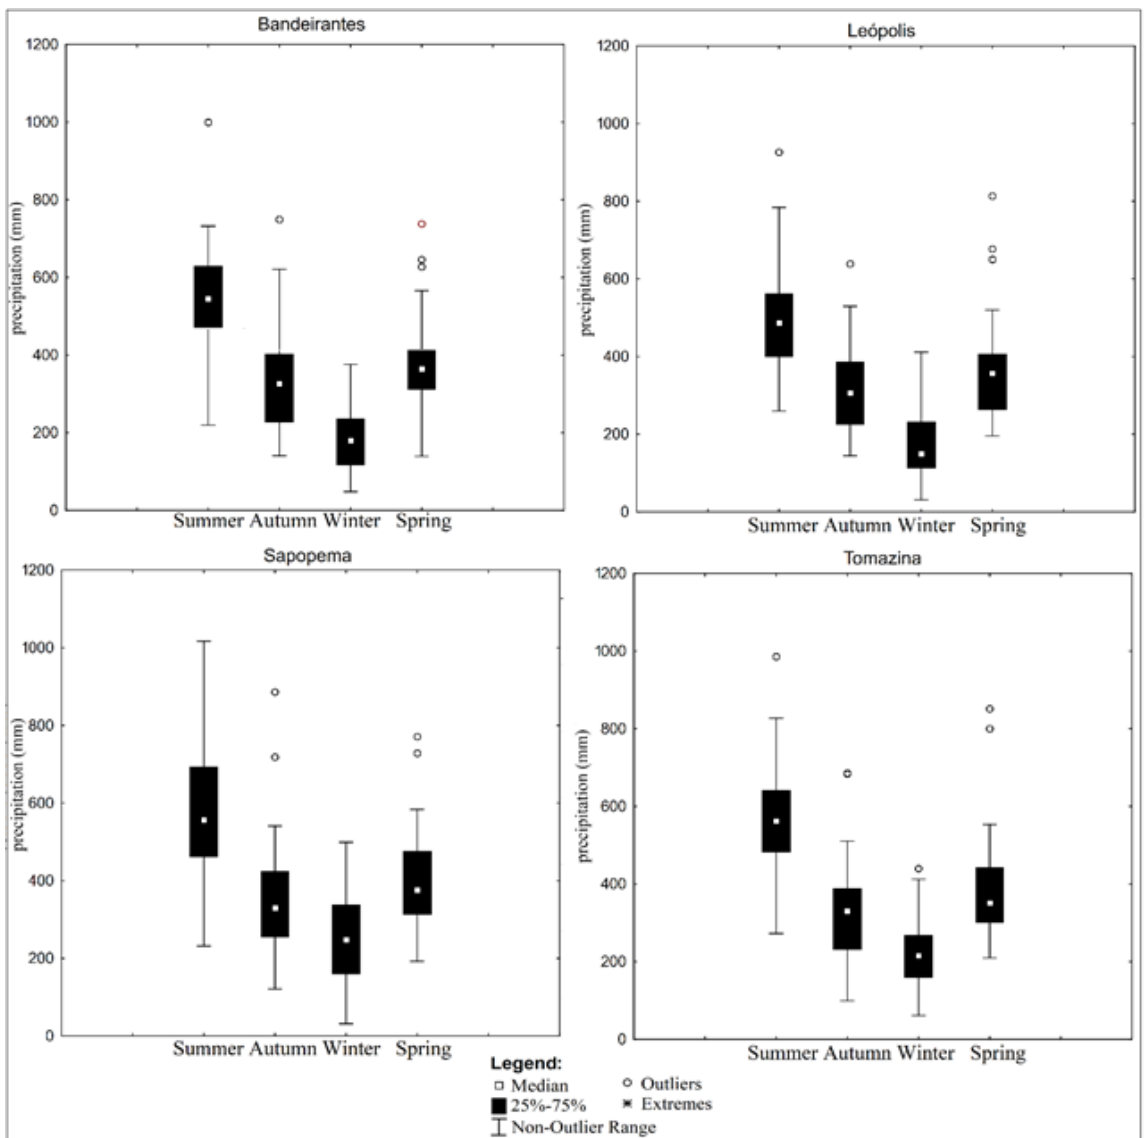 Bandeirantes
1200
1000
800
600
400
200
0
precipitation (mm)
Summer Autumn Winter Spring
Leópolis
1200
1000
800
600
400
200
0
precipitation (mm)
Summer Autumn Winter Spring
Sapopema
1200
1000
800
600
400
200
0
precipitation (mm)
Summer Autumn Winter Spring
Tomazina
1200
1000
800
600
400
200
0
precipitation (mm)
Summer Autumn Winter Spring
Legend:
Median
25%-75%
Non-Outlier Range
Outliers
Extremes